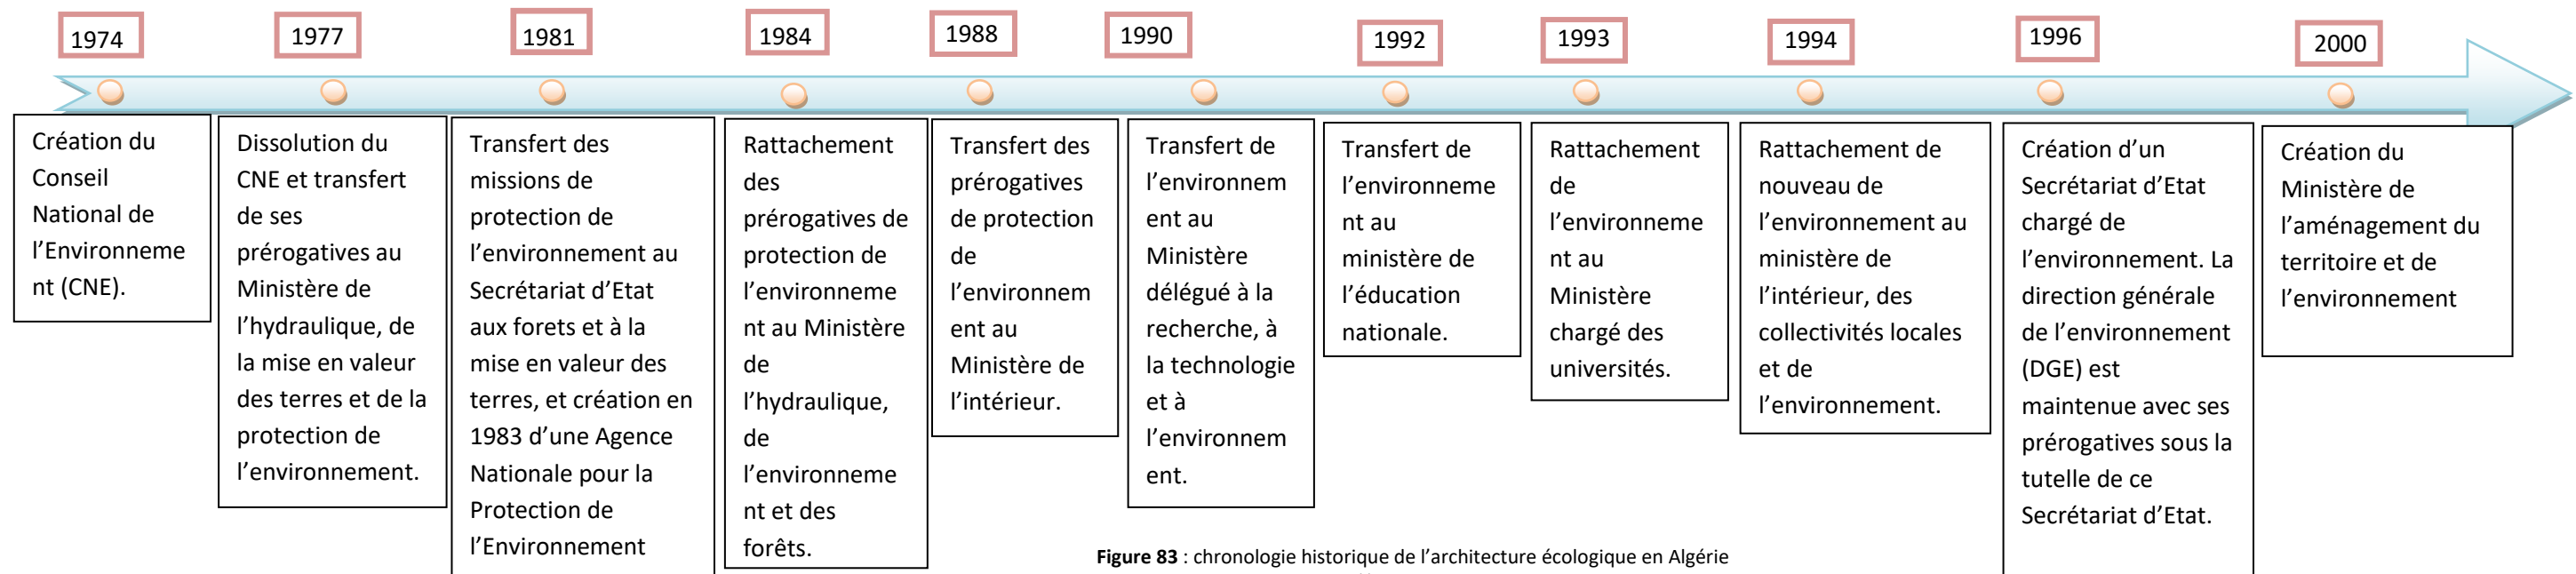 1974
1977
1981
1984
1988
1990
1992
1993
1994
1996
2000
Création du
Conseil
National de
l’Environneme
nt (CNE).
Dissolution du
CNE et transfert
de ses
prérogatives au
Ministère de
l’hydraulique, de
la mise en valeur
des terres et de la
protection de
l’environnement.
Transfert des
missions de
protection de
l’environnement au
Secrétariat d’Etat
aux forets et à la
mise en valeur des
terres, et création en
1983 d’une Agence
Nationale pour la
Protection de
l’Environnement
Rattachement
des
prérogatives de
protection de
l’environneme
nt au Ministère
de
l’hydraulique,
de
l’environneme
nt et des
forêts.
Transfert des
prérogatives
de protection
de
l’environnem
ent au
Ministère de
l’intérieur.
Transfert de
l’environnem
ent au
Ministère
délégué à la
recherche, à
la technologie
et à
l’environnem
ent.
Transfert de
l’environneme
nt au
ministère de
l’éducation
nationale.
Rattachement
de
l’environneme
nt au
Ministère
chargé des
universités.
Rattachement de
nouveau de
l’environnement au
ministère de
l’intérieur, des
collectivités locales
et de
l’environnement.
Création d’un
Secrétariat d’Etat
chargé de
l’environnement. La
direction générale
de l’environnement
(DGE) est
maintenue avec ses
prérogatives sous la
tutelle de ce
Secrétariat d’Etat.
Création du
Ministère de
l’aménagement du
territoire et de
l’environnement
Figure 83 : chronologie historique de l’architecture écologique en Algérie